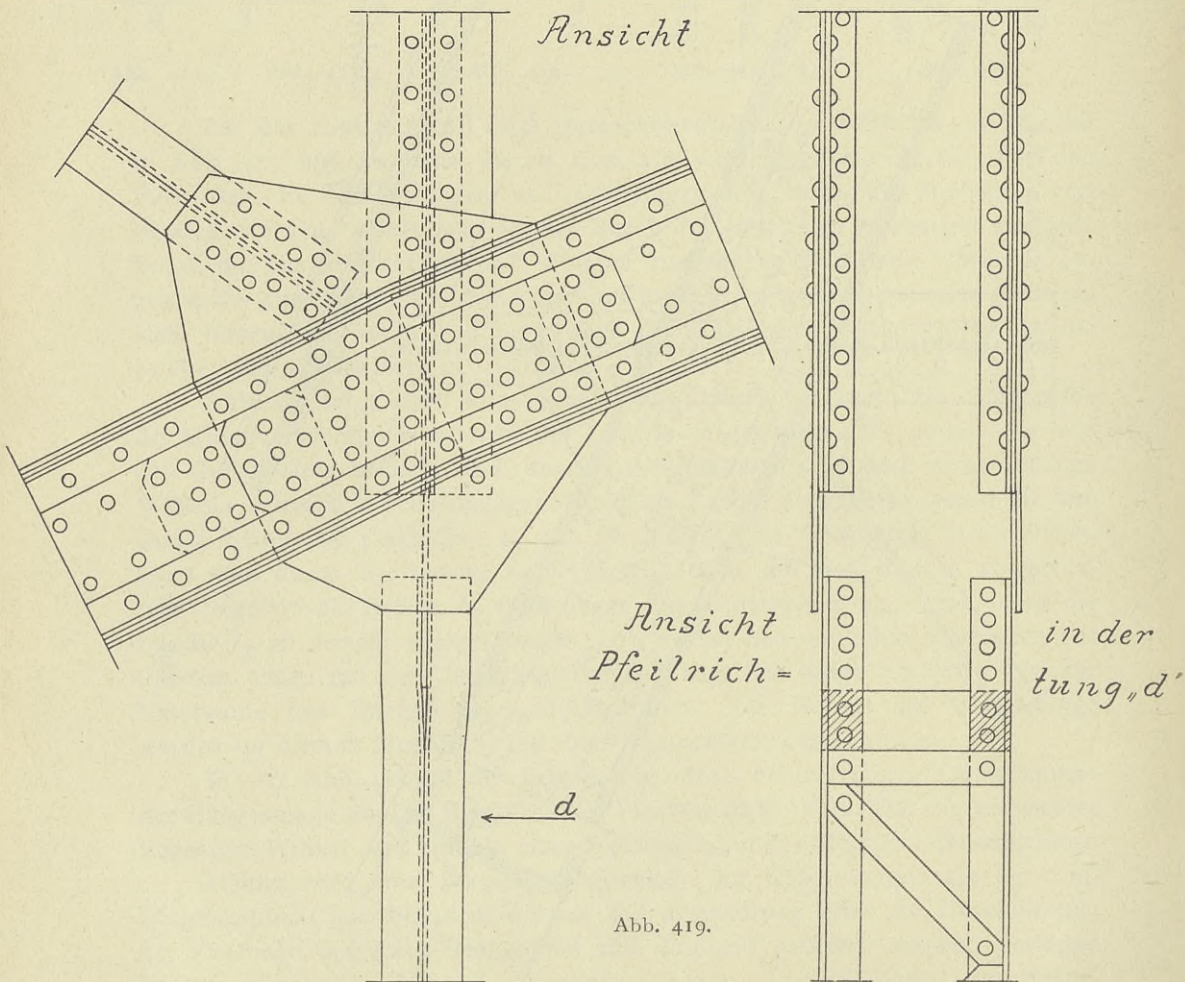 Ansicht
Ansicht in der
Pfeilrich = tung „d"
d
Abb. 419.